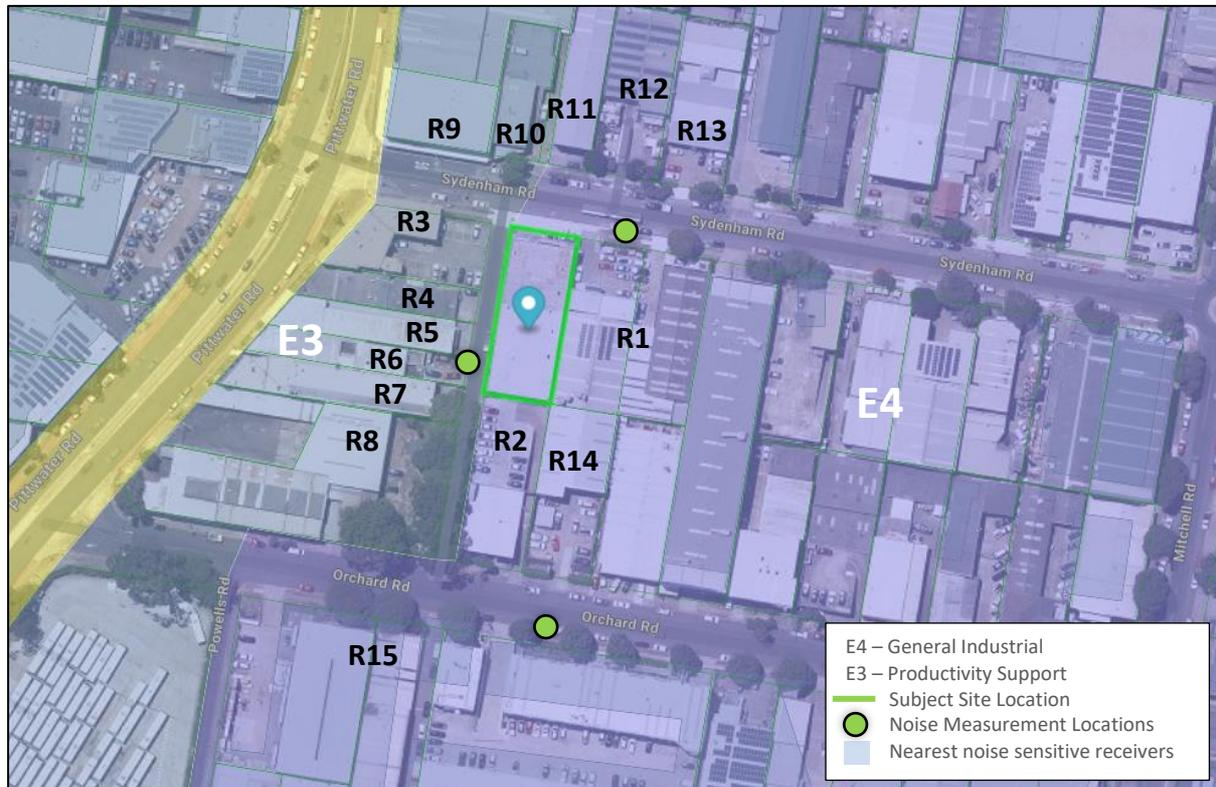 Pittwater Rd
R9
R10
R11
R12
R13
Sydenham Rd
Sydenham Rd
Sydenham Rd
R3
R4
R5
R6
R7
R8
E3
Pittwater Rd
Pittwater Rd
R1
R2
R14
E4
Mitchell Rd
Orchard Rd
Orchard Rd
Powells Rd
R15
E4 – General Industrial
E3 – Productivity Support
Subject Site Location
Noise Measurement Locations
Nearest noise sensitive receivers